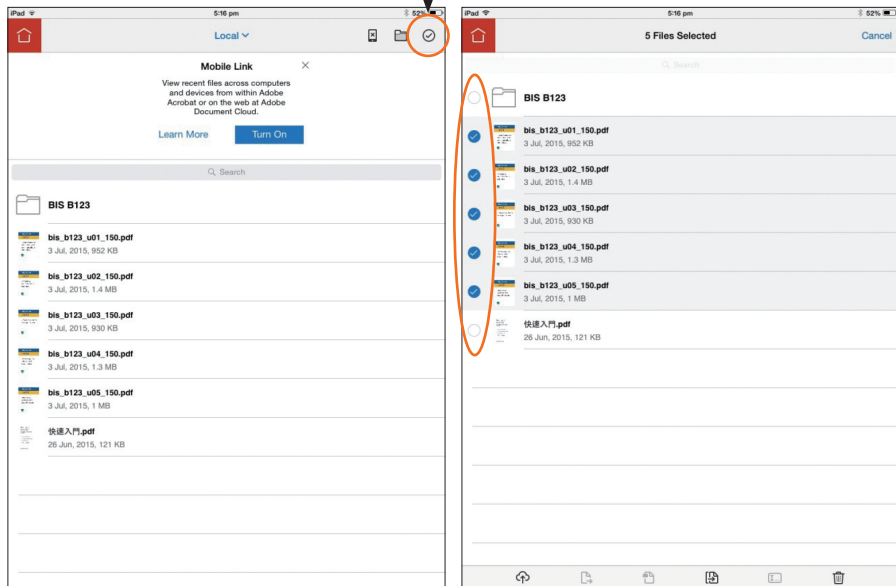 iPad
5:16 pm
52%
Local
Mobile Link
View recent files across computers
and devices from within Adobe
Acrobat or on the web at Adobe
Document Cloud.
Learn More
Turn On
Search
BIS B123
bis_b123_u01_150.pdf
3 Jul, 2015, 952 KB
bis_b123_u02_150.pdf
3 Jul, 2015, 1.4 MB
bis_b123_u03_150.pdf
3 Jul, 2015, 930 KB
bis_b123_u04_150.pdf
3 Jul, 2015, 1.3 MB
bis_b123_u05_150.pdf
3 Jul, 2015, 1 MB
快速入門.pdf
26 Jun, 2015, 121 KB
iPad
5:16 pm
52%
5 Files Selected
Cancel
Search
BIS B123
bis_b123_u01_150.pdf
3 Jul, 2015, 952 KB
bis_b123_u02_150.pdf
3 Jul, 2015, 1.4 MB
bis_b123_u03_150.pdf
3 Jul, 2015, 930 KB
bis_b123_u04_150.pdf
3 Jul, 2015, 1.3 MB
bis_b123_u05_150.pdf
3 Jul, 2015, 1 MB
快速入門.pdf
26 Jun, 2015, 121 KB